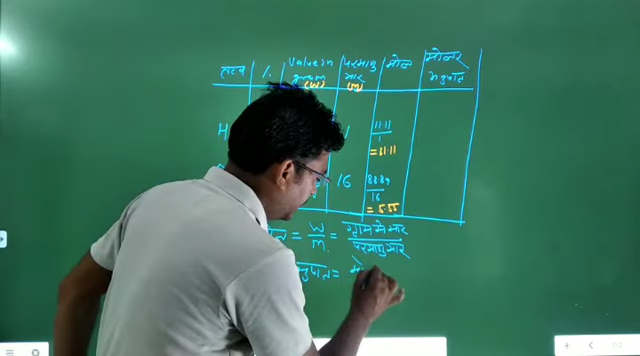 तत्व % Value in परमाणु मोल मोलर
gram (W) भार (M) अनुपात
H 1 11.11
1
= 11.11
16 88.89
16
= 5.55
= W = ग्राम में भार
m परमाणु भार
=